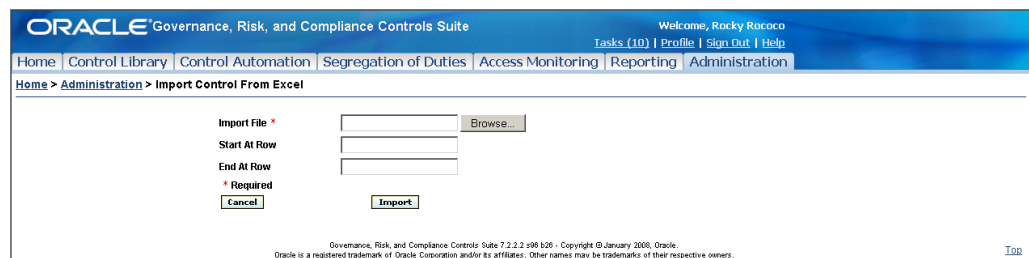 ORACLE® Governance, Risk, and Compliance Controls Suite
Welcome, Rocky Rococo
Tasks (10) | Profile | Sign Out | Help
Home Control Library Control Automation Segregation of Duties Access Monitoring Reporting Administration
Home > Administration > Import Control From Excel
Import File * Browse...
Start At Row
End At Row
* Required
Cancel Import
Governance, Risk, and Compliance Controls Suite 7.2.2.2 s96 b26 - Copyright © January 2008, Oracle.
Oracle is a registered trademark of Oracle Corporation and/or its affiliates. Other names may be trademarks of their respective owners.
Top